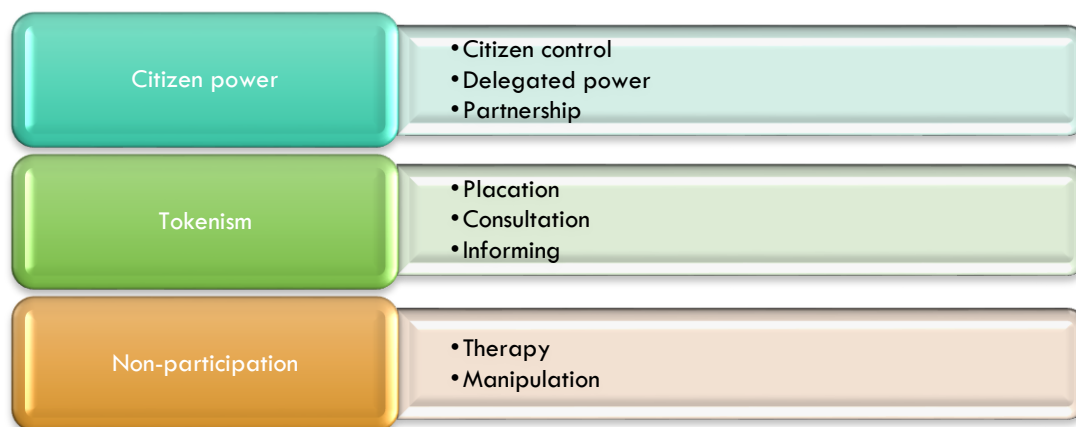 Citizen power
•Citizen control
•Delegated power
•Partnership
Tokenism
•Placation
•Consultation
•Informing
Non-participation
•Therapy
•Manipulation